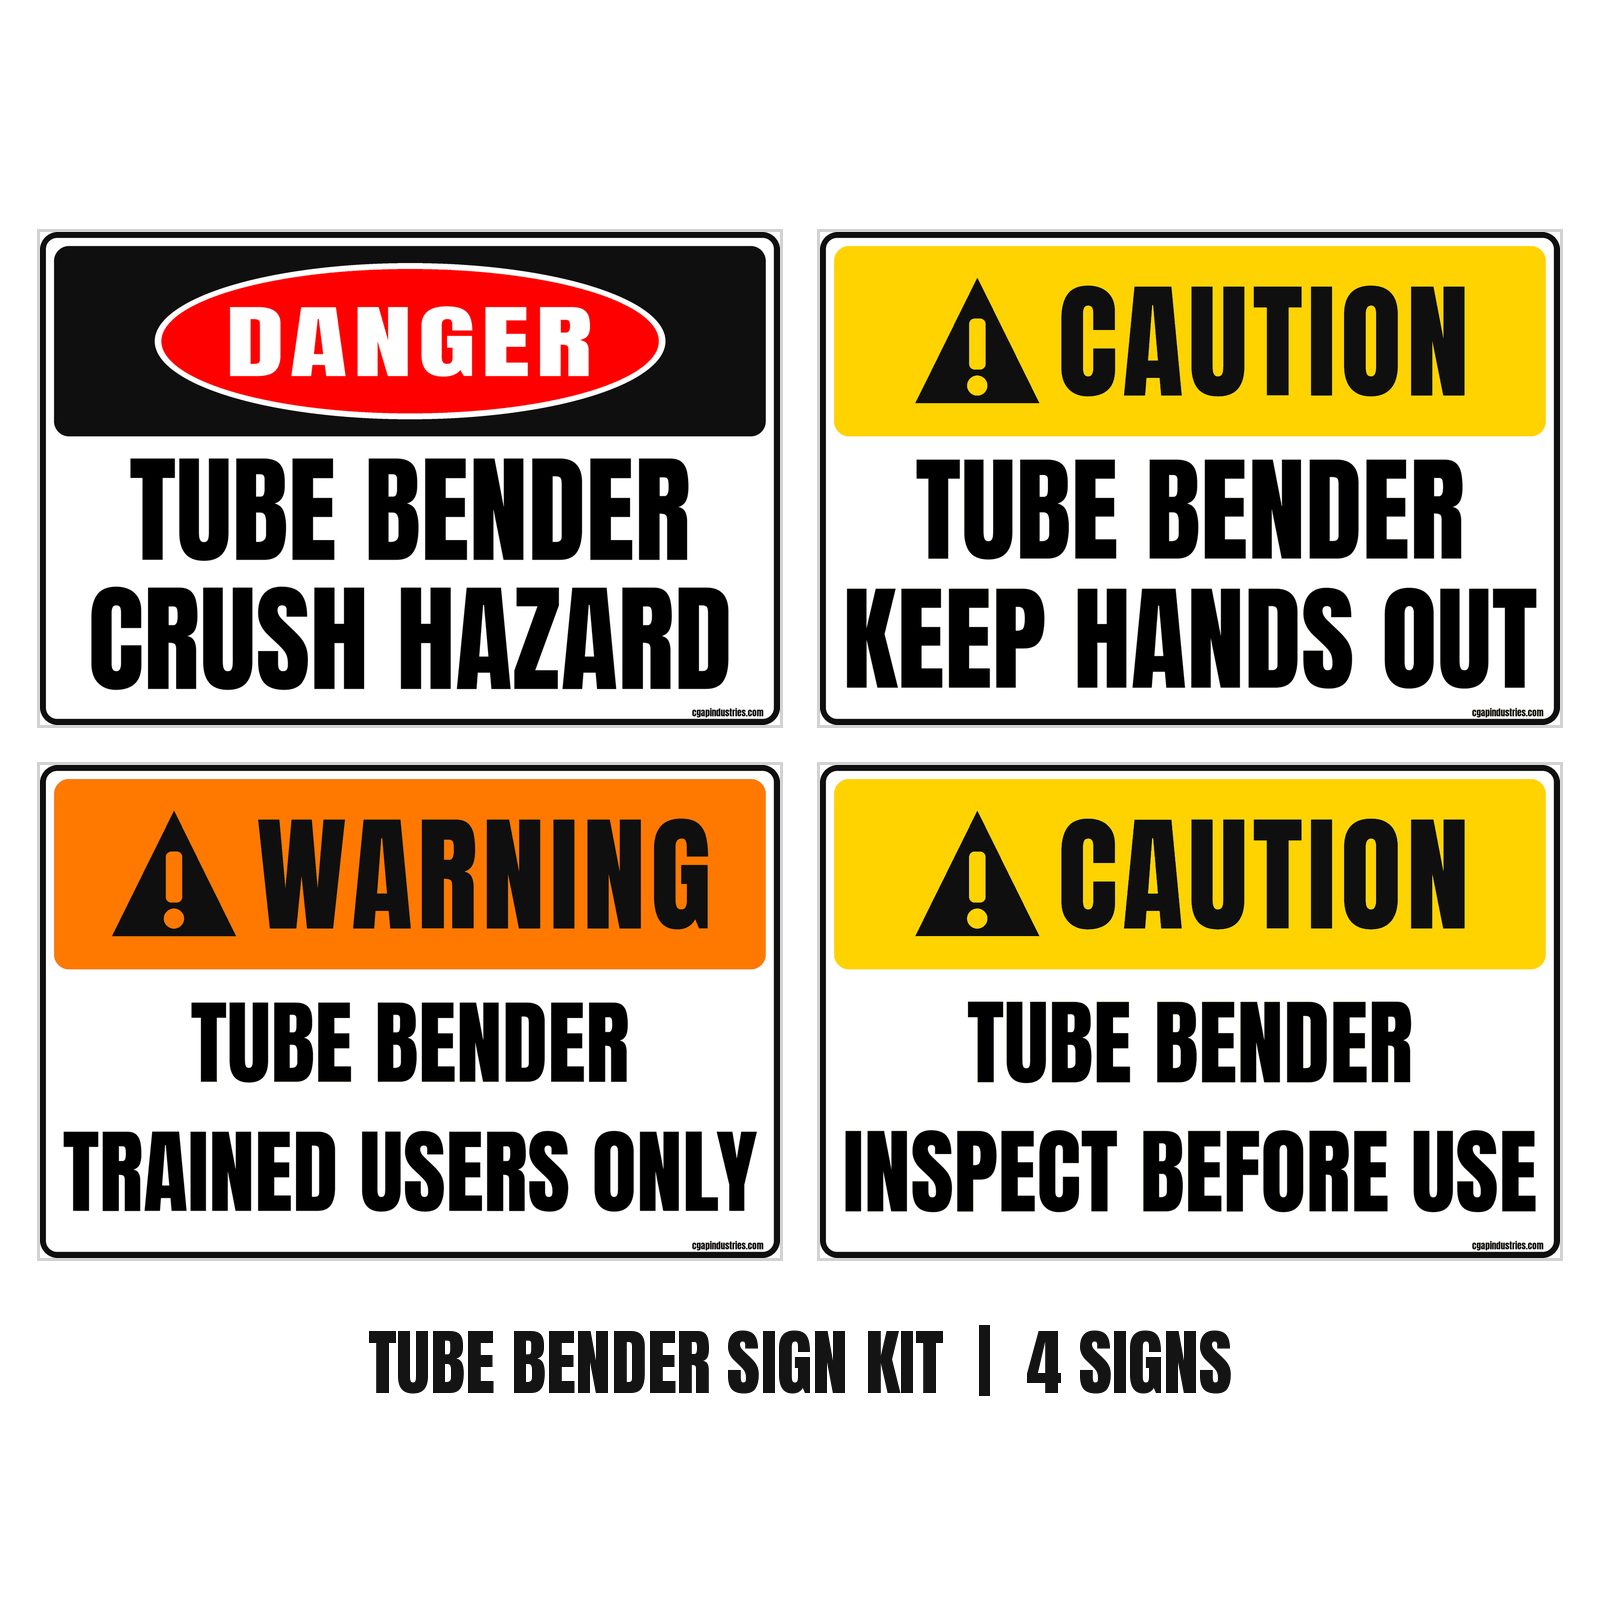 DANGER
TUBE BENDER
CRUSH HAZARD
cgapindustries.com
CAUTION
TUBE BENDER
KEEP HANDS OUT
cgapindustries.com
WARNING
TUBE BENDER
TRAINED USERS ONLY
cgapindustries.com
CAUTION
TUBE BENDER
INSPECT BEFORE USE
cgapindustries.com
TUBE BENDER SIGN KIT | 4 SIGNS